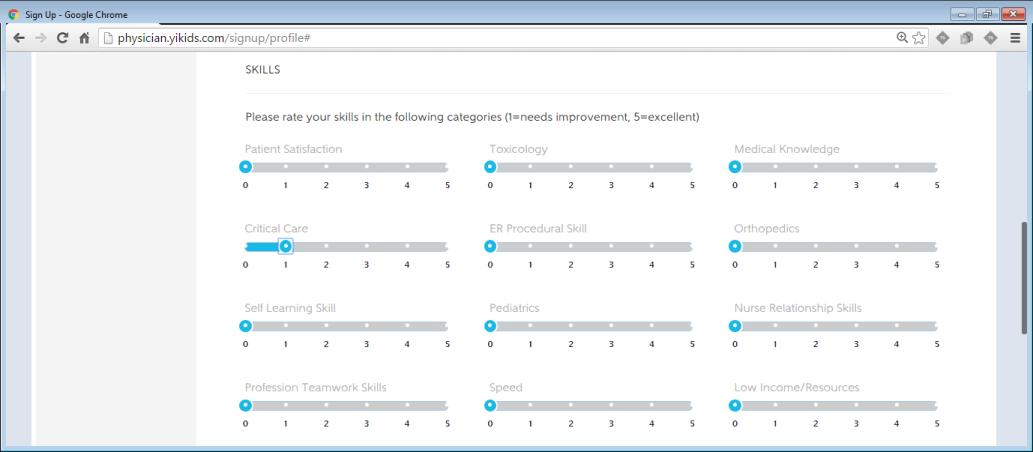 Sign Up - Google Chrome
physician.yikids.com/signup/profile#
SKILLS
Please rate your skills in the following categories (1=needs improvement, 5=excellent)
Patient Satisfaction Toxicology Medical Knowledge
0 1 2 3 4 5 0 1 2 3 4 5 0 1 2 3 4 5
Critical Care ER Procedural Skill Orthopedics
0 1 2 3 4 5 0 1 2 3 4 5 0 1 2 3 4 5
Self Learning Skill Pediatrics Nurse Relationship Skills
0 1 2 3 4 5 0 1 2 3 4 5 0 1 2 3 4 5
Profession Teamwork Skills Speed Low Income/Resources
0 1 2 3 4 5 0 1 2 3 4 5 0 1 2 3 4 5